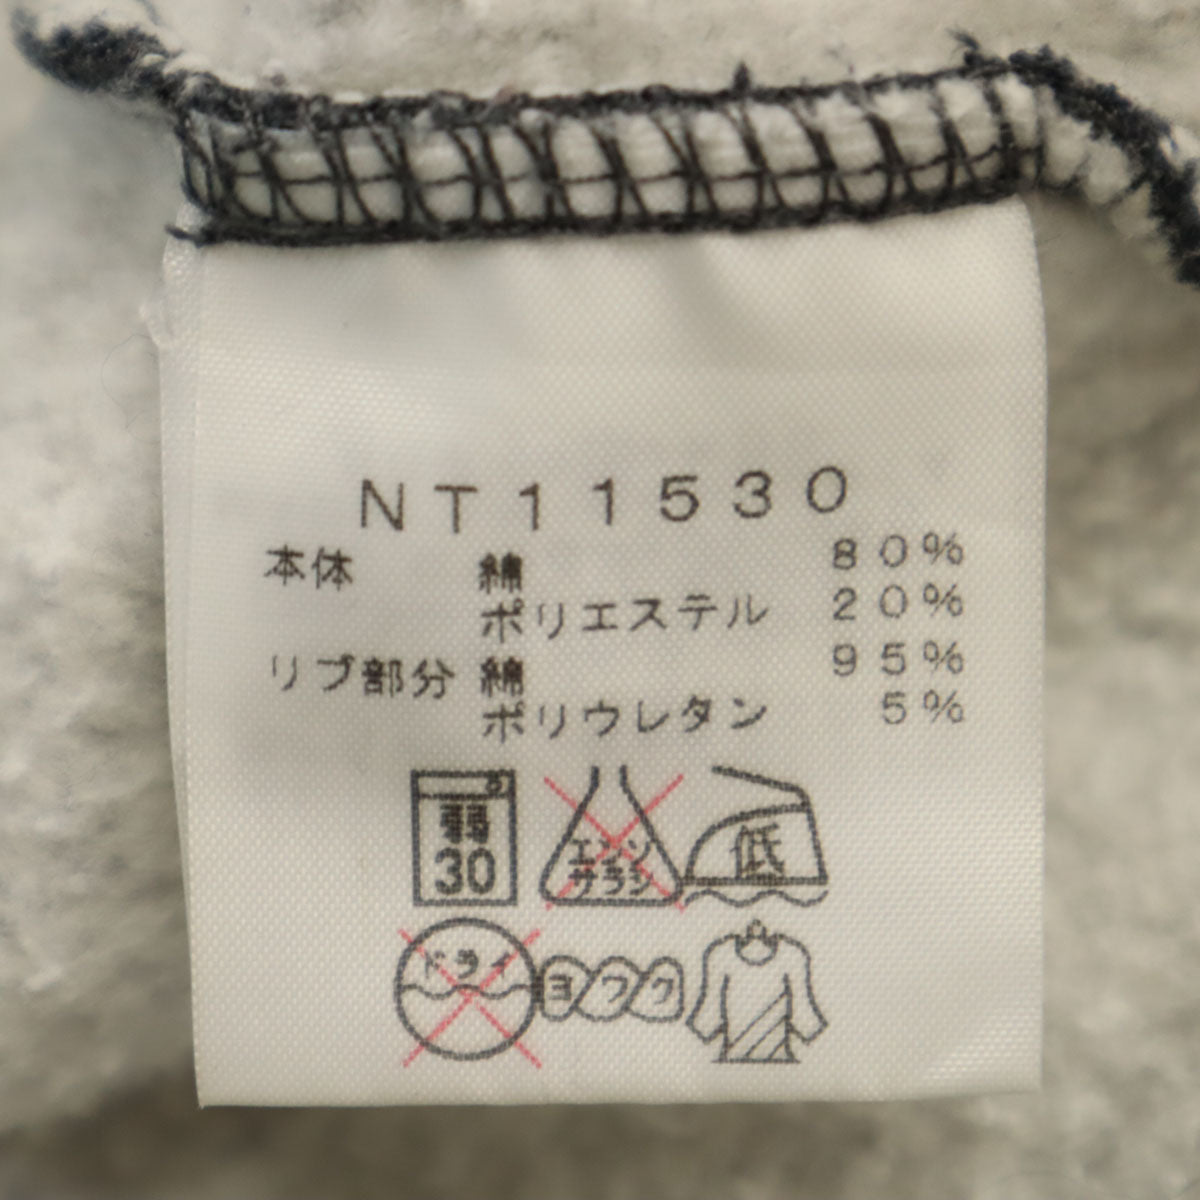 NT11530
本体 綿 80%
ポリエステル 20%
リブ部分 綿 95%
ポリウレタン 5%
弱
30
エンソ
サラシ
低
ドライ
ヨワク